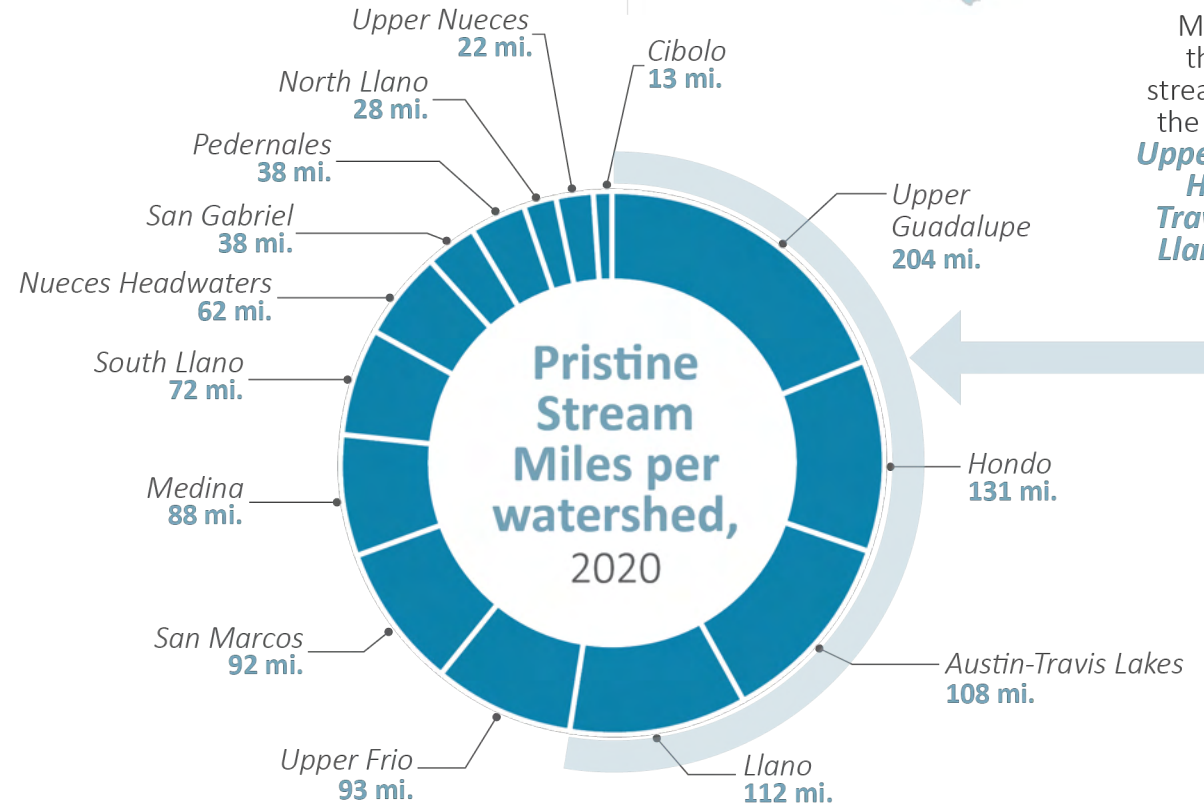 Upper Nueces
22 mi.
Cibolo
13 mi.
North Llano
28 mi.
Pedernales
38 mi.
San Gabriel
38 mi.
Nueces Headwaters
62 mi.
South Llano
72 mi.
Medina
88 mi.
San Marcos
92 mi.
Upper Frio
93 mi.
Llano
112 mi.
Austin-Travis Lakes
108 mi.
Hondo
131 mi.
Upper
Guadalupe
204 mi.
Pristine
Stream
Miles per
watershed,
2020
the